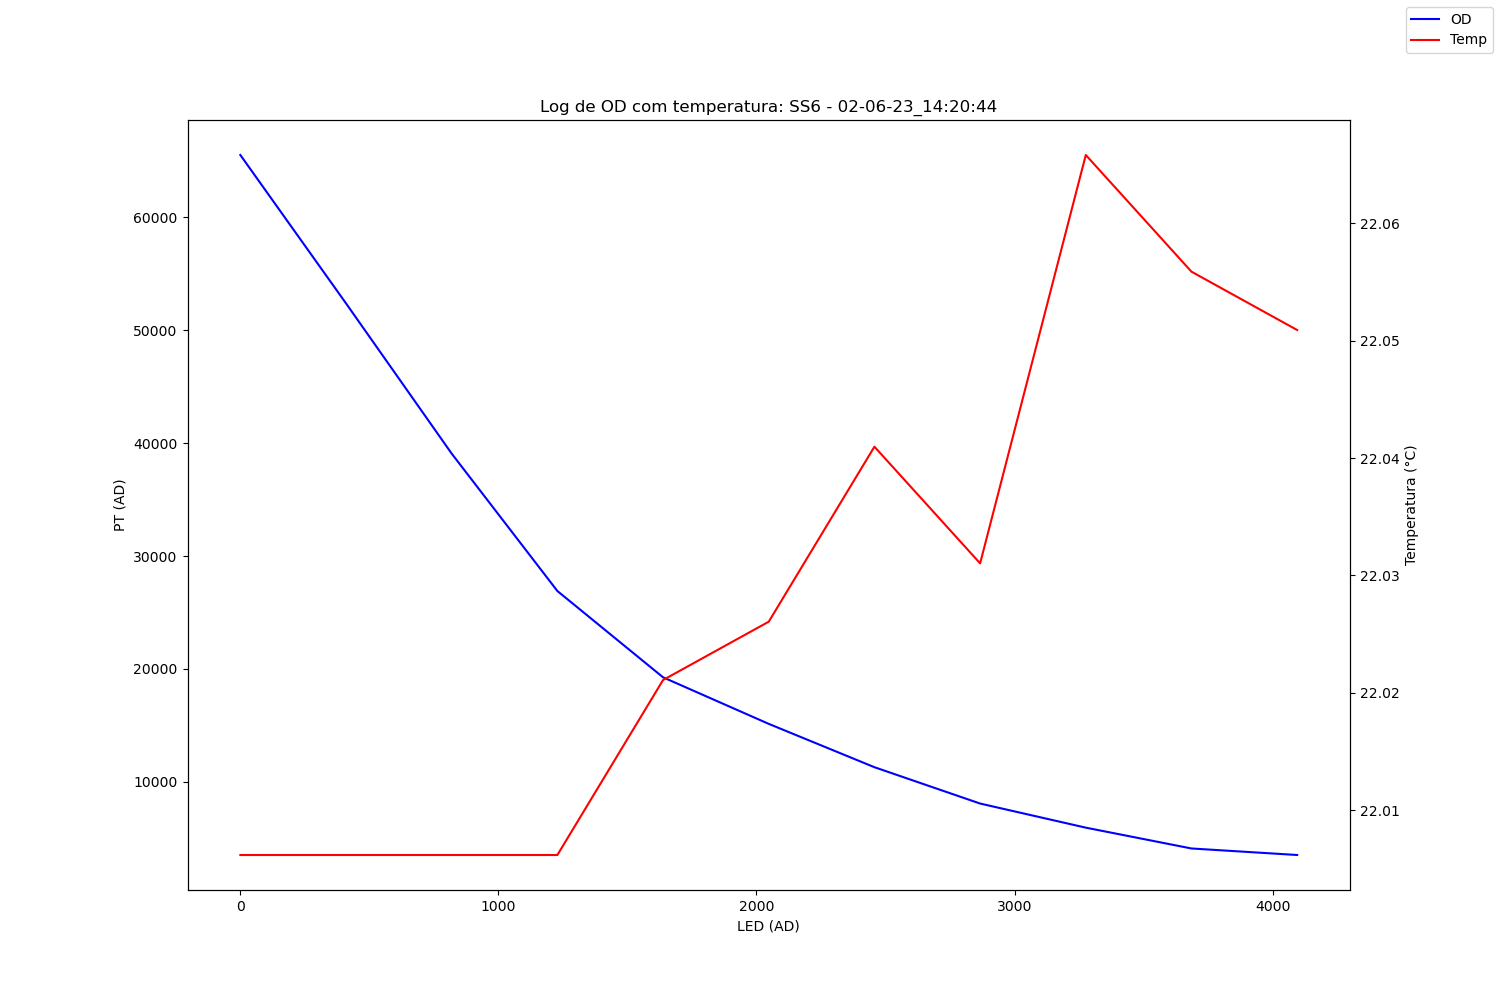 OD
Temp
Log de OD com temperatura: SS6 - 02-06-23_14:20:44
60000
50000
40000
30000
20000
10000
PT (AD)
22.06
22.05
22.04
22.03
22.02
22.01
Temperatura (°C)
0 1000 2000 3000 4000
LED (AD)